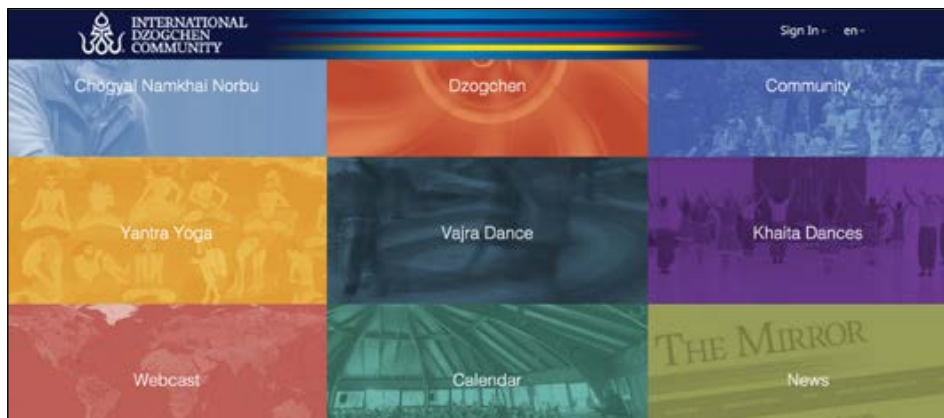 INTERNATIONAL
DZOGCHEN
COMMUNITY
Sign In en
Chögyal Namkhai Norbu
Dzogchen
Community
Yantra Yoga
Vajra Dance
Khaita Dances
Webcast
Calendar
THE MIRROR
News